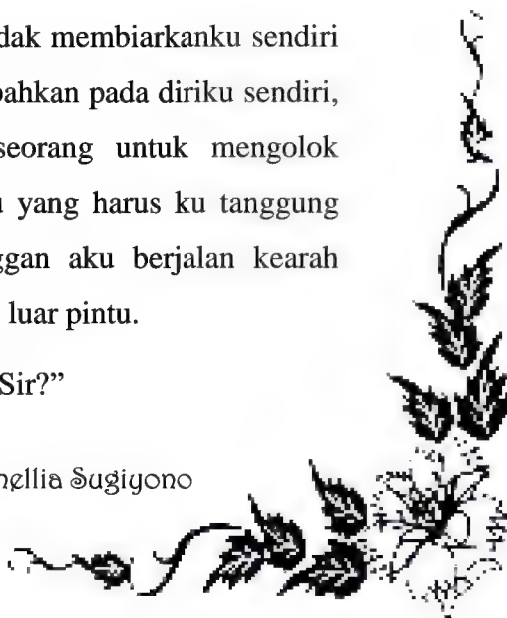 dak membiarkanku sendiri
bahkan pada diriku sendiri,
seorang untuk mengolok
u yang harus ku tanggung
ggan aku berjalan kearah
luar pintu.
Sir?”
nellia Sugiyono